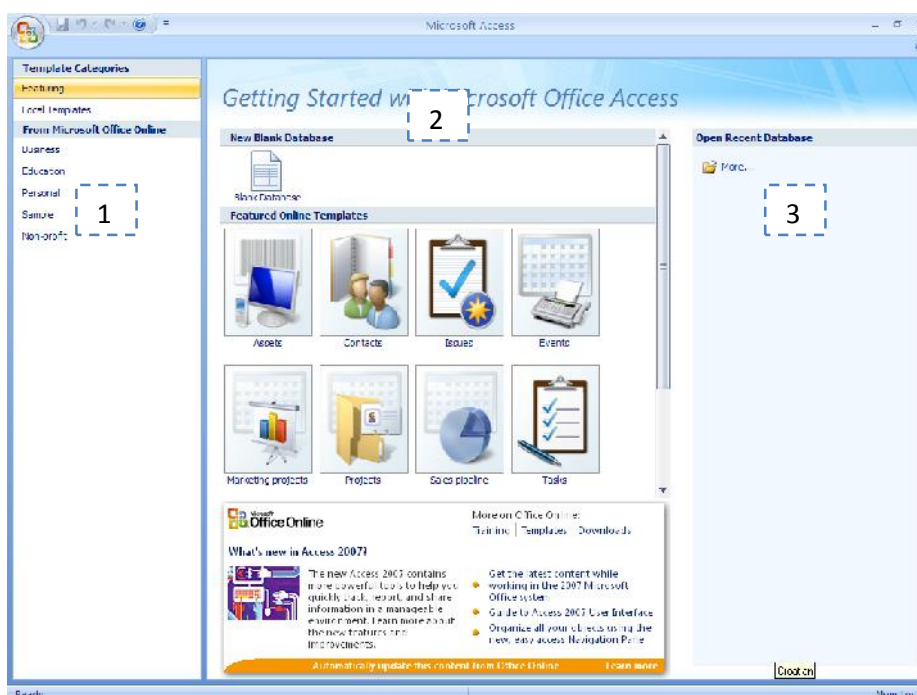 Microsoft Access
Template Categories
Featuring
Local Templates
From Microsoft Office Online
Business
Education
Personal
Sample
Non-profit
1
Getting Started w crosoft Office Access
2
New Blank Database
Blank Database
Featured Online Templates
Assets
Contacts
Issues
Events
Marketing projects
Projects
Sales pipeline
Tasks
Microsoft
Office Online
More on Office Online:
Training | Templates Downloads
What's new in Access 2007?
The new Access 2007 contains
more powerful tools to help you
quickly track, report, and share
information in a manageable
environment. Learn more about
the new features and
improvements.
Get the latest content while
working in the 2007 Microsoft
Office system
Guide to Access 2007 User Interface
Organize all your objects using the
new, easy access Navigation Pane
Automatically update this content from Office Online
Learn more
Open Recent Database
More...
3
Croatian
Ready
Num Lock